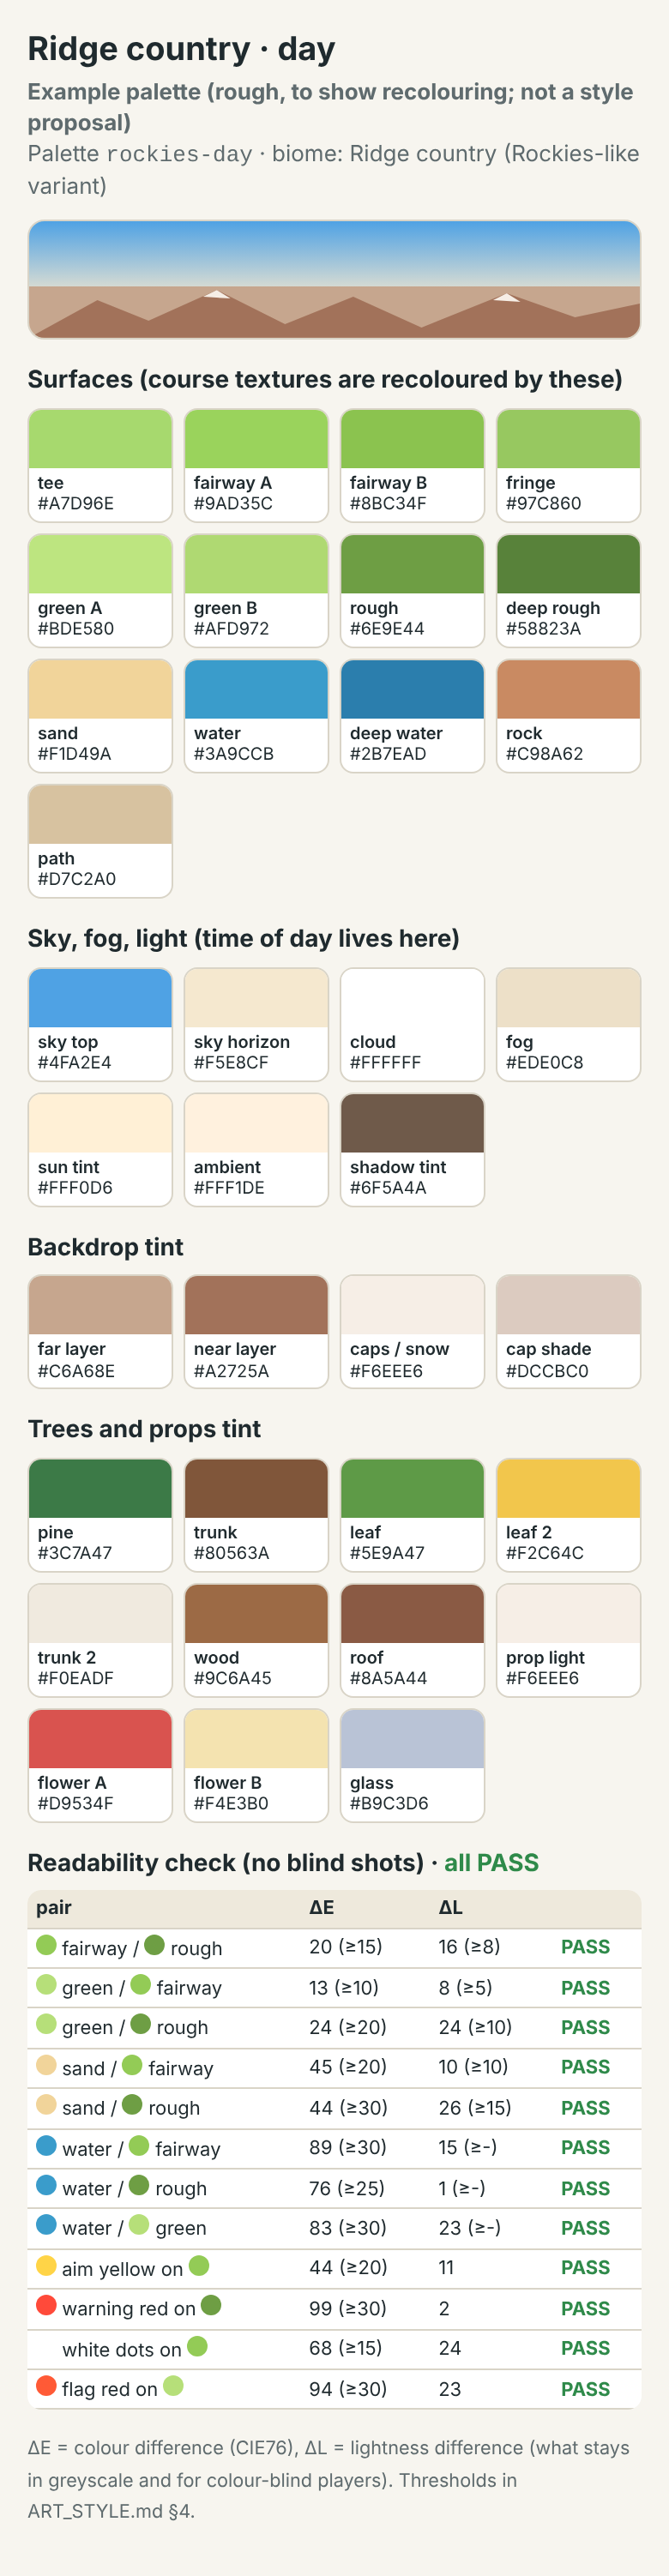 Ridge country · day
Example palette (rough, to show recolouring; not a style
proposal)
Palette rockies-day · biome: Ridge country (Rockies-like
variant)
Surfaces (course textures are recoloured by these)
tee
#A7D96E
fairway A
#9AD35C
fairway B
#8BC34F
fringe
#97C860
green A
#BDE580
green B
#AFD972
rough
#6E9E44
deep rough
#58823A
sand
#F1D49A
water
#3A9CCB
deep water
#2B7EAD
rock
#C98A62
path
#D7C2A0
Sky, fog, light (time of day lives here)
sky top
#4FA2E4
sky horizon
#F5E8CF
cloud
#FFFFFF
fog
#EDE0C8
sun tint
#FFF0D6
ambient
#FFF1DE
shadow tint
#6F5A4A
Backdrop tint
far layer
#C6A68E
near layer
#A2725A
caps / snow
#F6EEE6
cap shade
#DCCBC0
Trees and props tint
pine
#3C7A47
trunk
#80563A
leaf
#5E9A47
leaf 2
#F2C64C
trunk 2
#F0EADF
wood
#9C6A45
roof
#8A5A44
prop light
#F6EEE6
flower A
#D9534F
flower B
#F4E3B0
glass
#B9C3D6
Readability check (no blind shots) · all PASS
pair ΔE ΔL
fairway / rough 20 (≥15) 16 (≥8) PASS
green / fairway 13 (≥10) 8 (≥5) PASS
green / rough 24 (≥20) 24 (≥10) PASS
sand / fairway 45 (≥20) 10 (≥10) PASS
sand / rough 44 (≥30) 26 (≥15) PASS
water / fairway 89 (≥30) 15 (≥-) PASS
water / rough 76 (≥25) 1 (≥-) PASS
water / green 83 (≥30) 23 (≥-) PASS
aim yellow on 44 (≥20) 11 PASS
warning red on 99 (≥30) 2 PASS
white dots on 68 (≥15) 24 PASS
flag red on 94 (≥30) 23 PASS
ΔE = colour difference (CIE76), ΔL = lightness difference (what stays
in greyscale and for colour-blind players). Thresholds in
ART_STYLE.md §4.